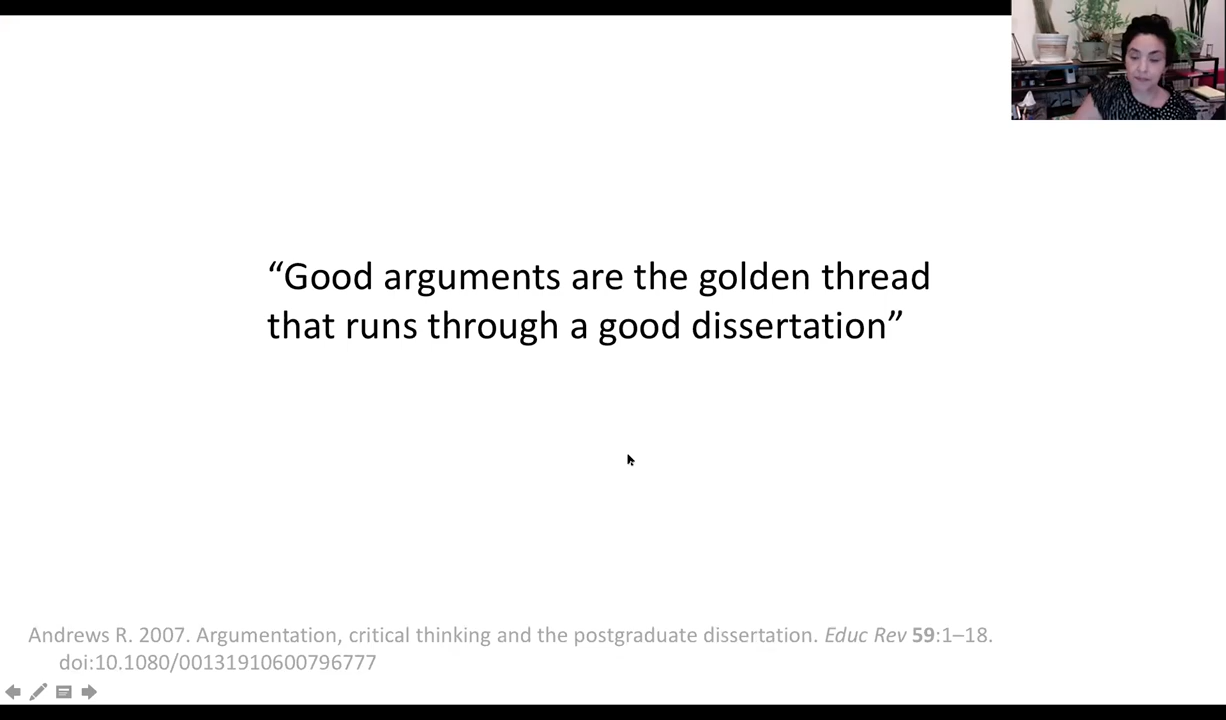 “Good arguments are the golden thread
that runs through a good dissertation”
Andrews R. 2007. Argumentation, critical thinking and the postgraduate dissertation. Educ Rev 59:1–18.
doi:10.1080/00131910600796777